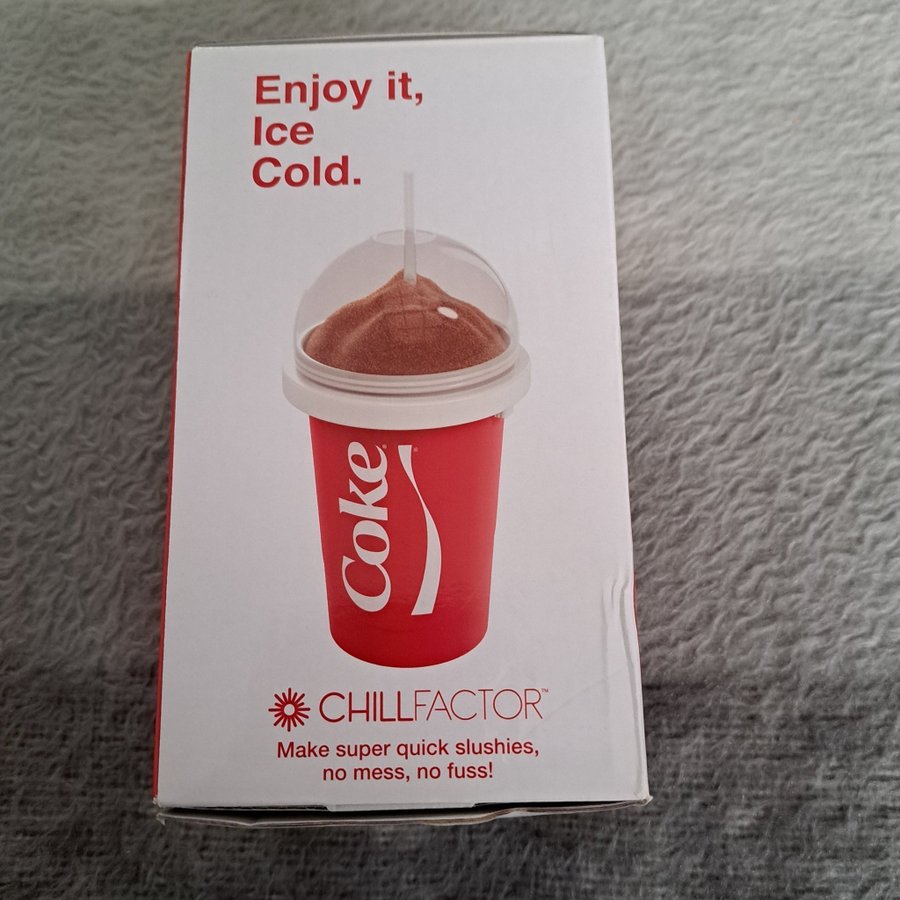 Enjoy it,
Ice
Cold.
Coke®
CHILLFACTOR™
Make super quick slushies,
no mess, no fuss!